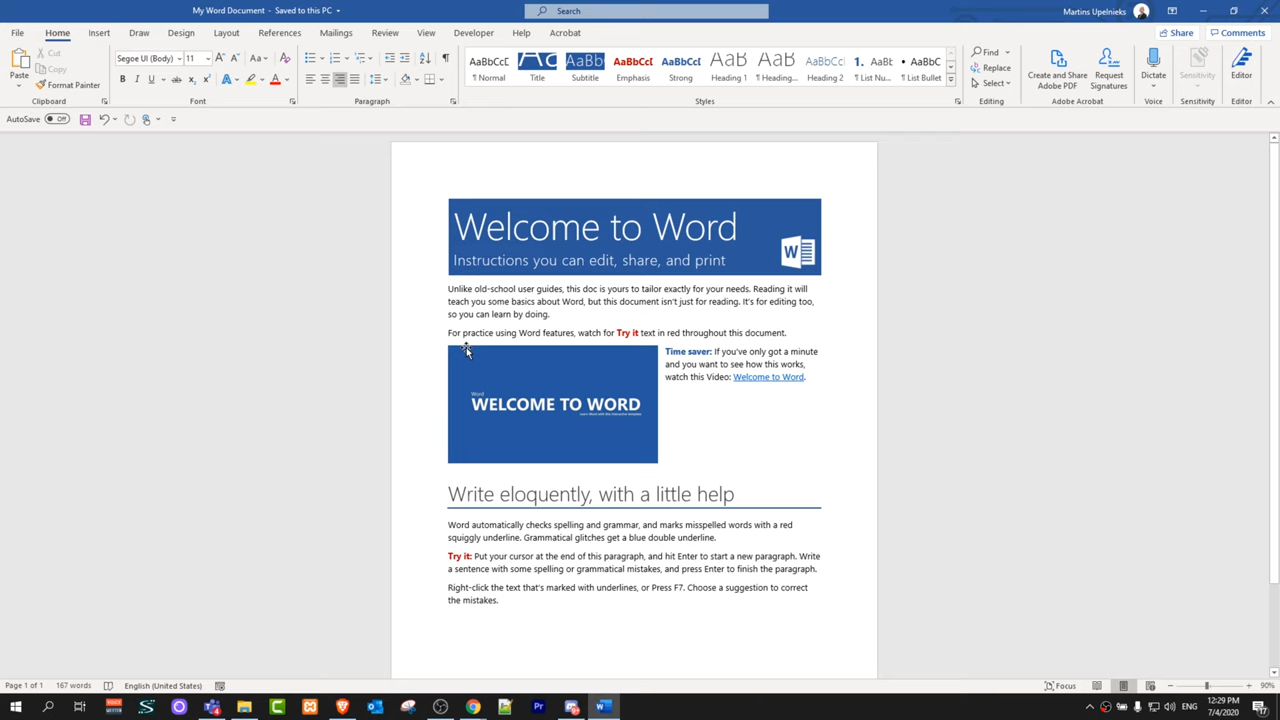 My Word Document - Saved to this PC
Search
Martins Upelnieks
File Home Insert Draw Design Layout References Mailings Review View Developer Help Acrobat
Share Comments
Paste
Cut
Copy
Format Painter
Clipboard
Segoe UI (Body) 11
Font
Paragraph
AaBbCcI AaBb AaBbCcI AaBbCcI AaB AaB AaBbCcI 1. AaBb • AaBbC
¶ Normal Title Subtitle Emphasis Strong Heading 1 ¶ Heading... Heading 2 ¶ List Nu... ¶ List Bullet
Styles
Find
Replace
Select
Editing
Create and Share Adobe PDF
Request Signatures
Adobe Acrobat
Dictate
Voice
Sensitivity
Sensitivity
Editor
Editor
AutoSave Off
Welcome to Word
Instructions you can edit, share, and print
W
Unlike old-school user guides, this doc is yours to tailor exactly for your needs. Reading it will
teach you some basics about Word, but this document isn't just for reading. It's for editing too,
so you can learn by doing.
For practice using Word features, watch for Try it text in red throughout this document.
Word
WELCOME TO WORD
Time saver: If you've only got a minute
and you want to see how this works,
watch this Video: Welcome to Word.
Write eloquently, with a little help
Word automatically checks spelling and grammar, and marks misspelled words with a red
squiggly underline. Grammatical glitches get a blue double underline.
Try it: Put your cursor at the end of this paragraph, and hit Enter to start a new paragraph. Write
a sentence with some spelling or grammatical mistakes, and press Enter to finish the paragraph.
Right-click the text that's marked with underlines, or Press F7. Choose a suggestion to correct
the mistakes.
Page 1 of 1 167 words English (United States)
Focus
90%
12:29 PM
7/4/2020